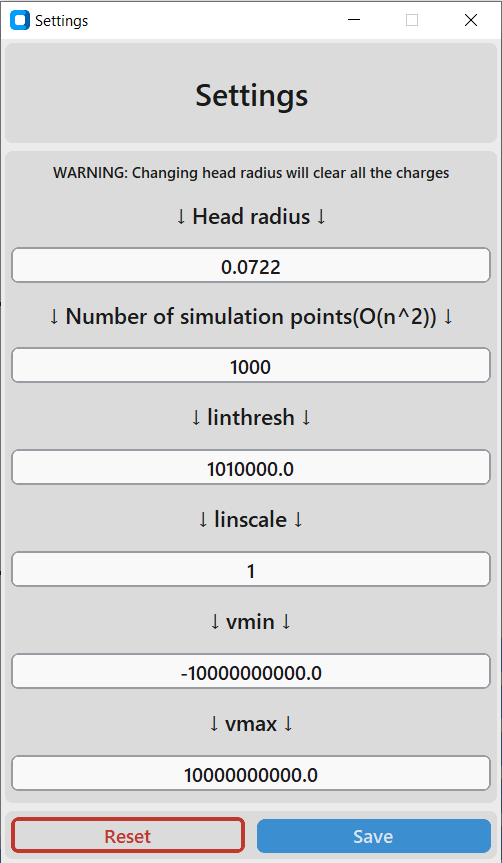 Settings
Settings
WARNING: Changing head radius will clear all the charges
↓ Head radius ↓
0.0722
↓ Number of simulation points(O(n^2)) ↓
1000
↓ linthresh ↓
1010000.0
↓ linscale ↓
1
↓ vmin ↓
-10000000000.0
↓ vmax ↓
10000000000.0
Reset Save